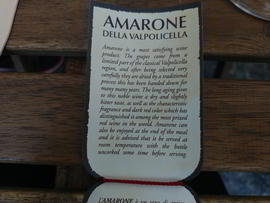 AMARONE
DELLA VALPOLICELLA
Amarone is a most satisfying wine
product. The grapes come from a
limited part of the classical Valpolicella
region, and after being selected very
carefully they are dried by a traditional
process this has been handed down for
many many years. The long aging gives
to this noble wine a dry and slightly
bitter taste, as well as the characteristic
fragrance and dark red color which has
distinguished it among the most prized
red wine in the world. Amarone can
also be enjoyed at the end of the meal
and it is advised that it be served at
room temperature with the bottle
uncorked some time before serving.
L'AMARONE è un vino di